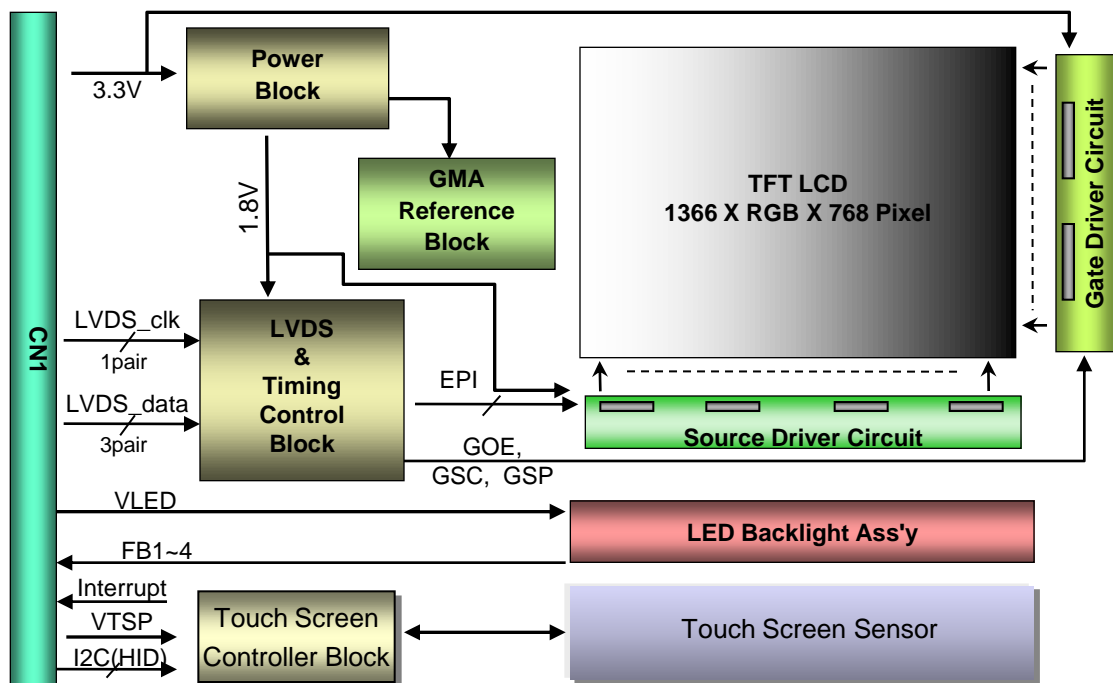 CN1
3.3V
Power
Block
GMA
Reference
Block
1.8V
TFT LCD
1366 X RGB X 768 Pixel
Gate Driver Circuit
LVDS_clk
1pair
LVDS_data
3pair
LVDS
&
Timing
Control
Block
EPI
Source Driver Circuit
GOE,
GSC, GSP
VLED
LED Backlight Ass'y
FB1~4
Interrupt
VTSP
I2C(HID)
Touch Screen
Controller Block
Touch Screen Sensor